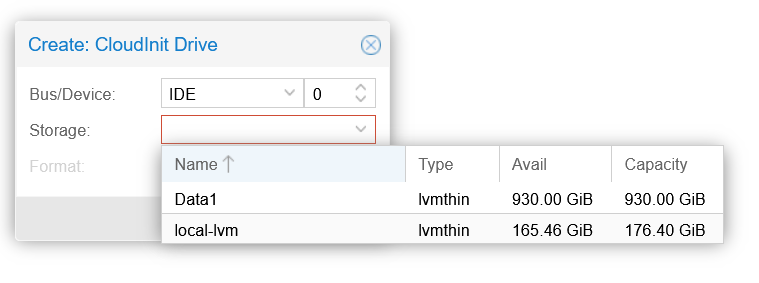 Create: CloudInit Drive
Bus/Device: IDE 0
Storage:
Format:
Name Type Avail Capacity
Data1 lvmthin 930.00 GiB 930.00 GiB
local-lvm lvmthin 165.46 GiB 176.40 GiB